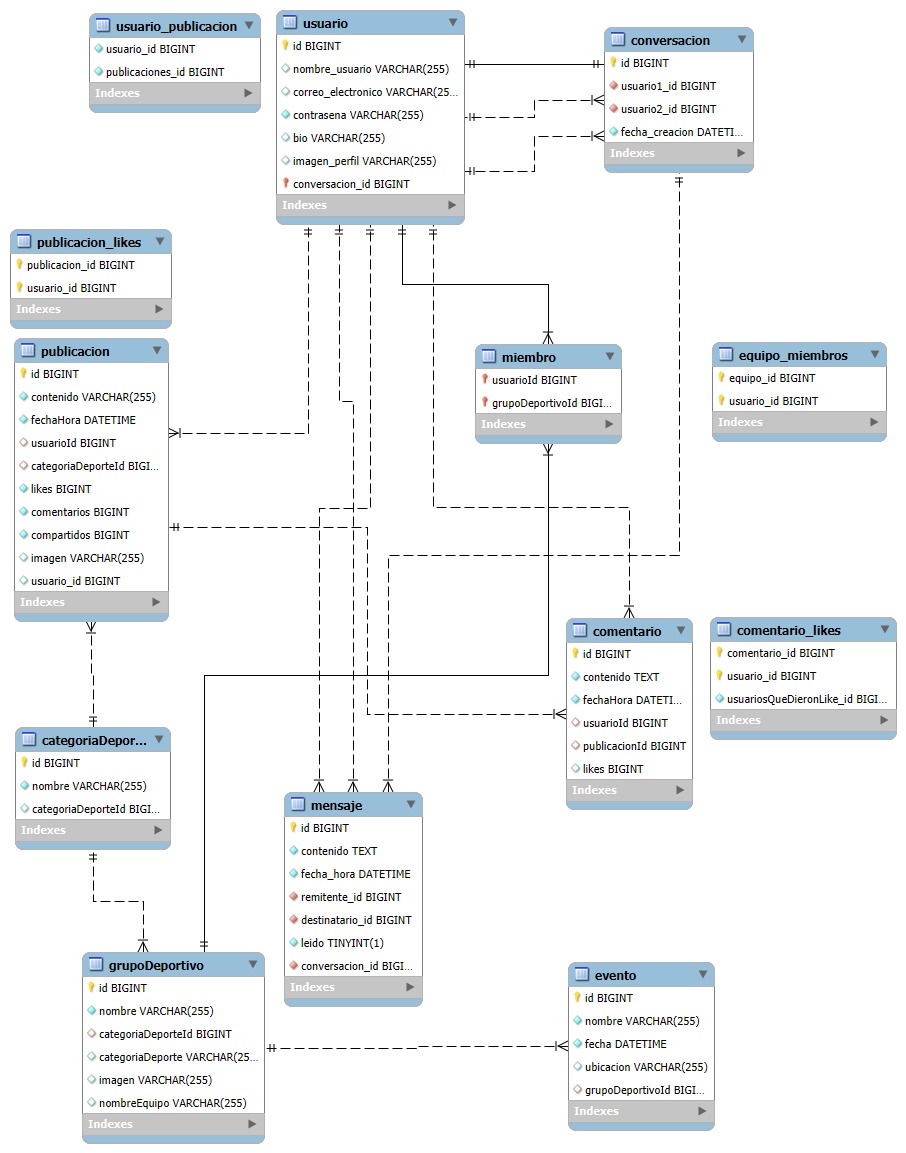 usuario_publicacion
usuario_id BIGINT
publicaciones_id BIGINT
Indexes
usuario
id BIGINT
nombre_usuario VARCHAR(255)
correo_electronico VARCHAR(25...
contrasena VARCHAR(255)
bio VARCHAR(255)
imagen_perfil VARCHAR(255)
conversacion_id BIGINT
Indexes
conversacion
id BIGINT
usuario1_id BIGINT
usuario2_id BIGINT
fecha_creacion DATETI...
Indexes
publicacion_likes
publicacion_id BIGINT
usuario_id BIGINT
Indexes
publicacion
id BIGINT
contenido VARCHAR(255)
fechaHora DATETIME
usuarioId BIGINT
categoriaDeporteId BIGI...
likes BIGINT
comentarios BIGINT
compartidos BIGINT
imagen VARCHAR(255)
usuario_id BIGINT
Indexes
miembro
usuarioId BIGINT
grupoDeportivoId BIGI...
Indexes
equipo_miembros
equipo_id BIGINT
usuario_id BIGINT
Indexes
comentario
id BIGINT
contenido TEXT
fechaHora DATETI...
usuarioId BIGINT
publicacionId BIGINT
likes BIGINT
Indexes
comentario_likes
comentario_id BIGINT
usuario_id BIGINT
usuariosQueDieronLike_id BIGI...
Indexes
categoriaDepor...
id BIGINT
nombre VARCHAR(255)
categoriaDeporteId BIGI...
Indexes
mensaje
id BIGINT
contenido TEXT
fecha_hora DATETIME
remitente_id BIGINT
destinatario_id BIGINT
leido TINYINT(1)
conversacion_id BIGI...
Indexes
grupoDeportivo
id BIGINT
nombre VARCHAR(255)
categoriaDeporteId BIGINT
categoriaDeporte VARCHAR(25...
imagen VARCHAR(255)
nombreEquipo VARCHAR(255)
Indexes
evento
id BIGINT
nombre VARCHAR(255)
fecha DATETIME
ubicacion VARCHAR(255)
grupoDeportivoId BIGI...
Indexes